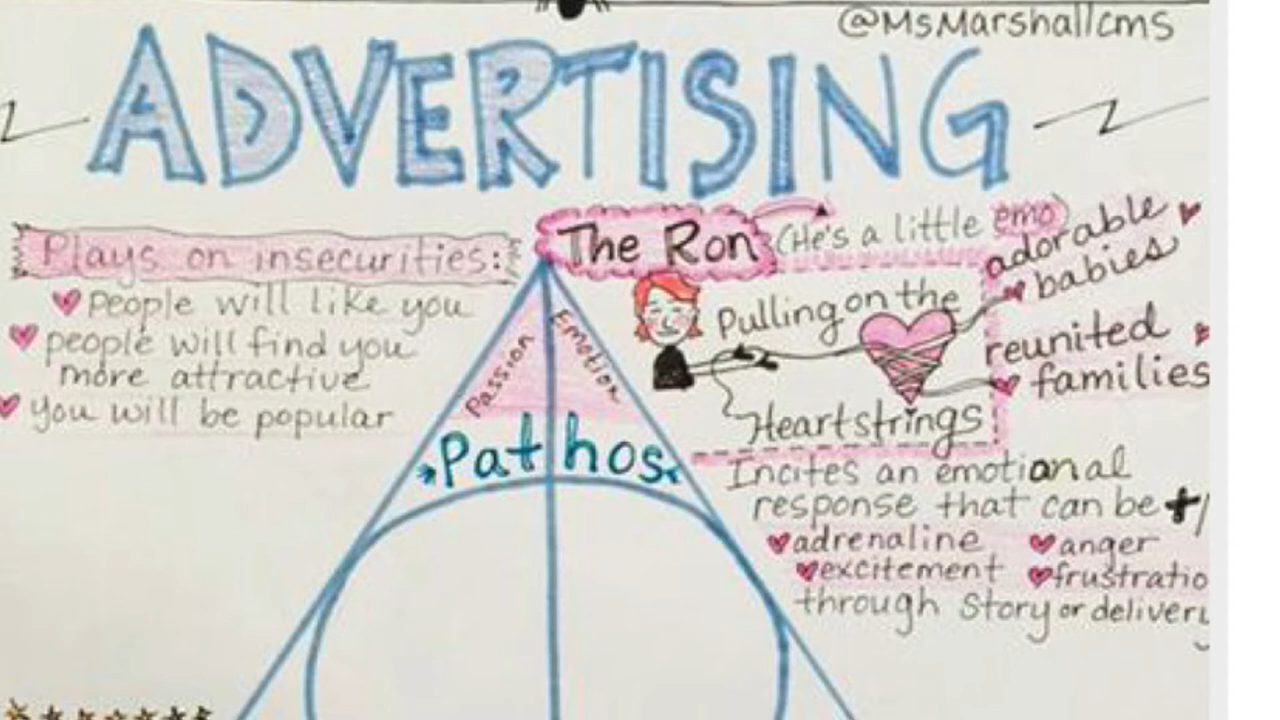 @MsMarshallcms
ADVERTISING
Plays on insecurities:
people will like you
people will find you
more attractive
you will be popular
The Ron
(He's a little emo)
Pulling on the
Heartstrings
adorable
babies
reunited
families
Passion
Emotion
Pathos
Incites an emotional
response that can be +/
adrenaline
excitement
anger
frustratio
through story or delivery